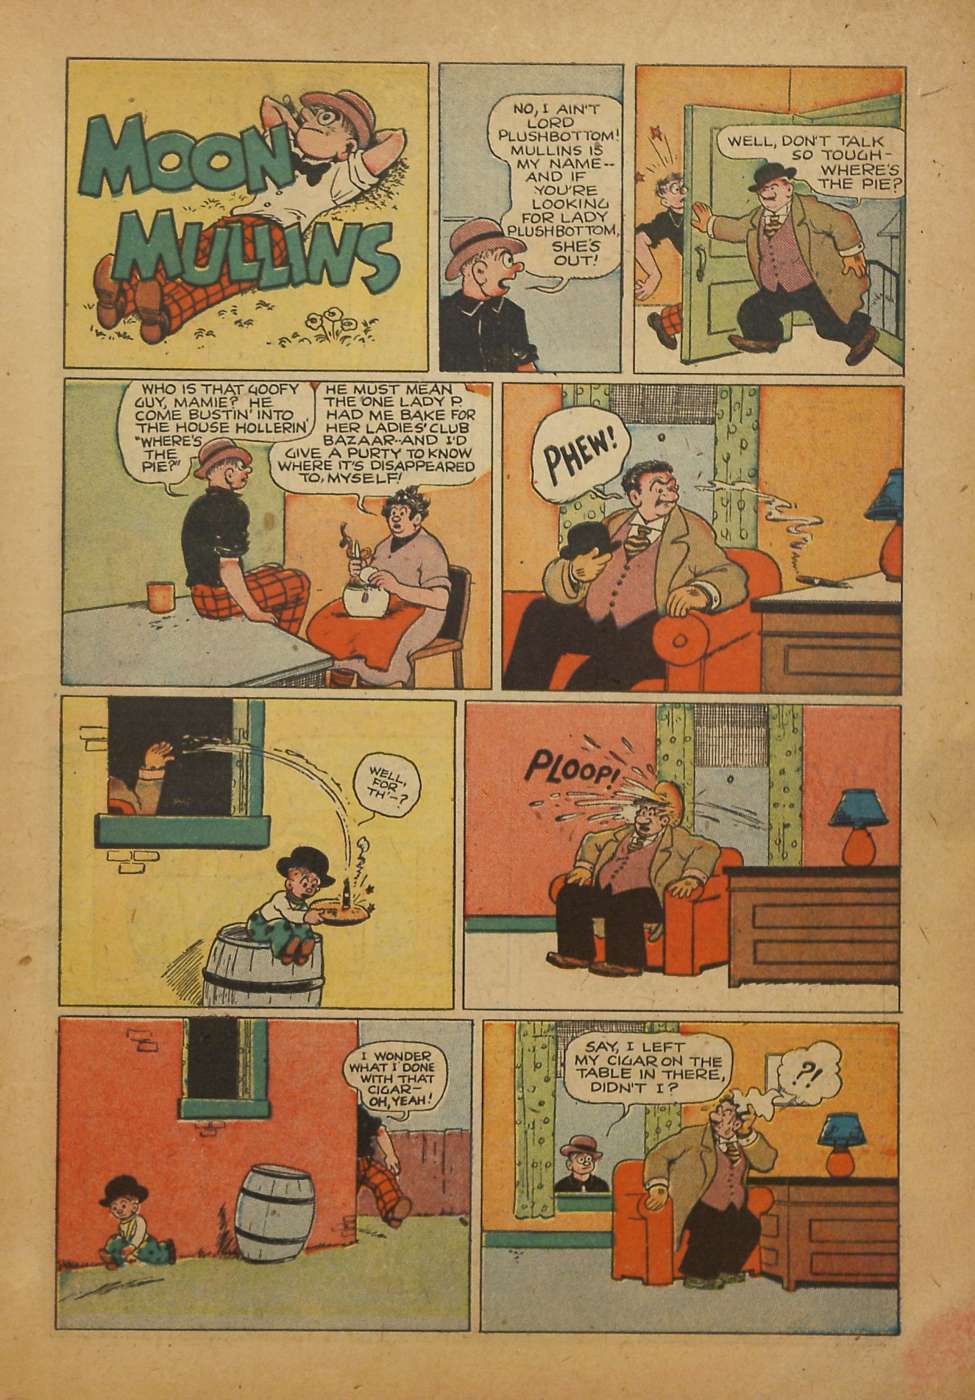 MOON
MULLINS
NO, I AIN'T
LORD
PLUSHBOTTOM!
MULLINS IS
MY NAME--
AND IF
YOU'RE
LOOKING
FOR LADY
PLUSHBOTTOM,
SHE'S
OUT!
WELL, DON'T TALK
SO TOUGH-
WHERE'S
THE PIE?
WHO IS THAT GOOFY
GUY, MAMIE? HE
COME BUSTIN' INTO
THE HOUSE HOLLERIN'
"WHERE'S
THE
PIE?"
HE MUST MEAN
THE ONE LADY P.
HAD ME BAKE FOR
HER LADIES' CLUB
BAZAAR--AND I'D
GIVE A PURTY TO KNOW
WHERE IT'S DISAPPEARED
TO, MYSELF!
PHEW!
WELL,
FOR
TH'-?
PLOOP!
I WONDER
WHAT I DONE
WITH THAT
CIGAR-
OH, YEAH!
SAY, I LEFT
MY CIGAR ON THE
TABLE IN THERE,
DIDN'T I?
?!